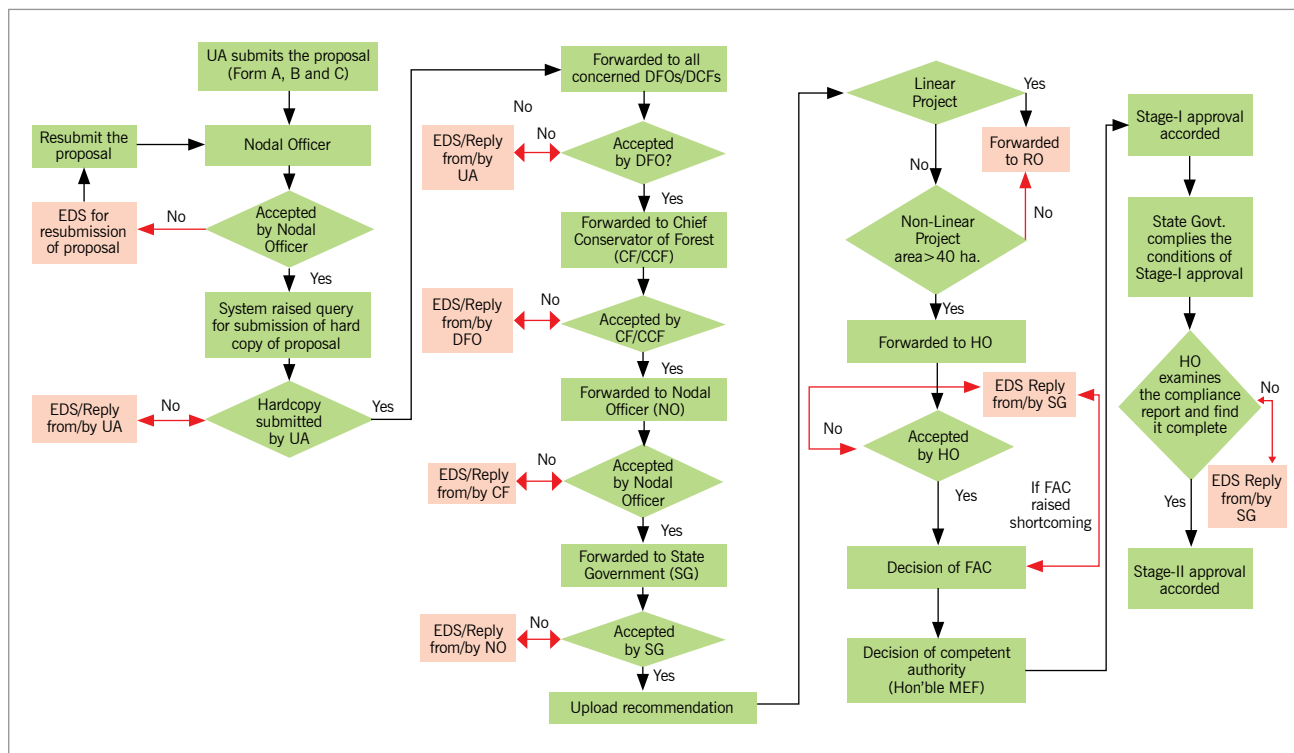 UA submits the proposal
(Form A, B and C)
Resubmit the
proposal
Nodal Officer
EDS for
resubmission
of proposal
No
Accepted
by Nodal
Officer
Yes
System raised query
for submission of hard
copy of proposal
EDS/Reply
from/by UA
No
Hardcopy
submitted
by UA
Yes
Forwarded to all
concerned DFOs/DCFs
No
EDS/Reply
from/by
UA
No
Accepted
by DFO?
Yes
Forwarded to Chief
Conservator of Forest
(CF/CCF)
EDS/Reply
from/by
DFO
No
Accepted by
CF/CCF
Yes
Forwarded to Nodal
Officer (NO)
EDS/Reply
from/by CF
No
Accepted
by Nodal
Officer
Yes
Forwarded to State
Government (SG)
EDS/Reply
from/by NO
No
Accepted
by SG
Yes
Upload recommendation
Linear
Project
Yes
Forwarded
to RO
No
Non-Linear
Project
area>40 ha.
No
Yes
Forwarded to HO
EDS Reply
from/by SG
No
Accepted
by HO
Yes
If FAC
raised
shortcoming
Decision of FAC
Decision of competent
authority
(Hon'ble MEF)
Stage-I approval
accorded
State Govt.
complies the
conditions of
Stage-I approval
HO
examines
the compliance
report and find
it complete
No
EDS Reply
from/by
SG
Yes
Stage-II approval
accorded